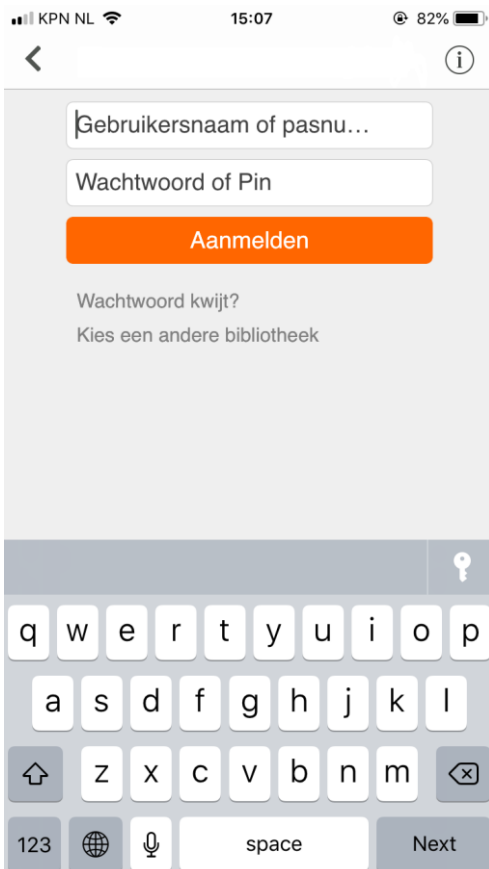 KPN NL 15:07 82%
Gebruikersnaam of pasnu...
Wachtwoord of Pin
Aanmelden
Wachtwoord kwijt?
Kies een andere bibliotheek
q w e r t y u i o p
a s d f g h j k l
z x c v b n m
123 space Next